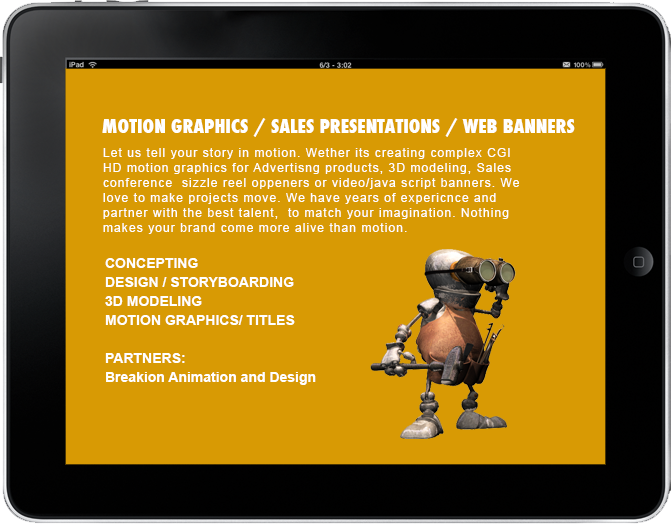 iPad 6/3 - 3:02 100%
MOTION GRAPHICS / SALES PRESENTATIONS / WEB BANNERS
Let us tell your story in motion. Wether its creating complex CGI
HD motion graphics for Advertisng products, 3D modeling, Sales
conference sizzle reel oppeners or video/java script banners. We
love to make projects move. We have years of expericnce and
partner with the best talent, to match your imagination. Nothing
makes your brand come more alive than motion.
CONCEPTING
DESIGN / STORYBOARDING
3D MODELING
MOTION GRAPHICS/ TITLES
PARTNERS:
Breakion Animation and Design